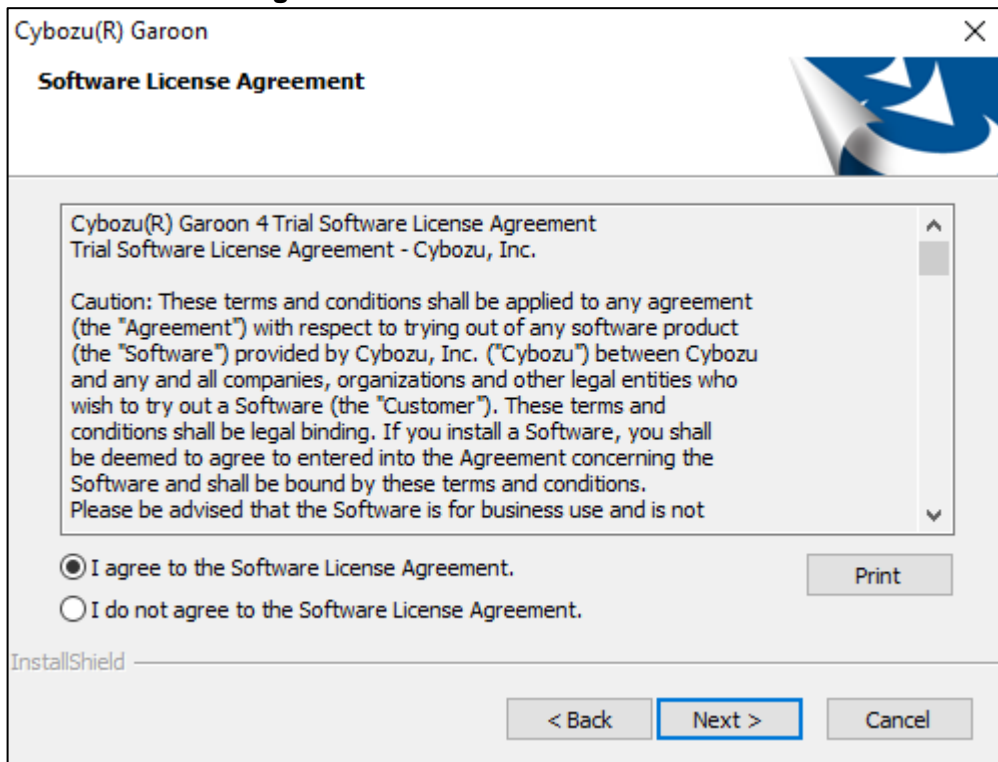 Cybozu(R) Garoon
Software License Agreement
Cybozu(R) Garoon 4 Trial Software License Agreement
Trial Software License Agreement - Cybozu, Inc.
Caution: These terms and conditions shall be applied to any agreement
(the "Agreement") with respect to trying out of any software product
(the "Software") provided by Cybozu, Inc. ("Cybozu") between Cybozu
and any and all companies, organizations and other legal entities who
wish to try out a Software (the "Customer"). These terms and
conditions shall be legal binding. If you install a Software, you shall
be deemed to agree to entered into the Agreement concerning the
Software and shall be bound by these terms and conditions.
Please be advised that the Software is for business use and is not
I agree to the Software License Agreement.
Print
I do not agree to the Software License Agreement.
InstallShield
< Back Next > Cancel